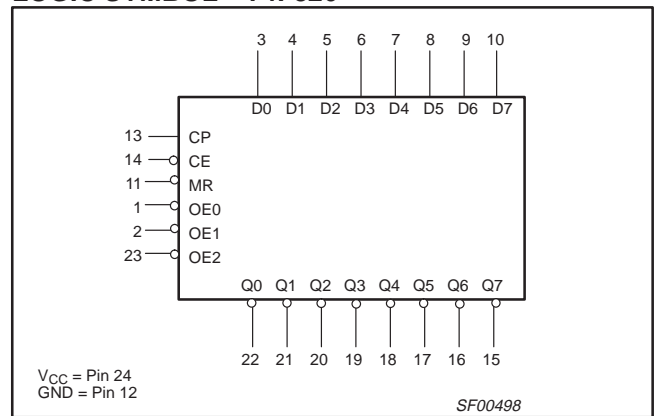 3 4 5 6 7 8 9 10
D0 D1 D2 D3 D4 D5 D6 D7
13 CP
14 CE
11 MR
1 OE0
2 OE1
23 OE2
Q0 Q1 Q2 Q3 Q4 Q5 Q6 Q7
22 21 20 19 18 17 16 15
VCC = Pin 24
GND = Pin 12
SF00498